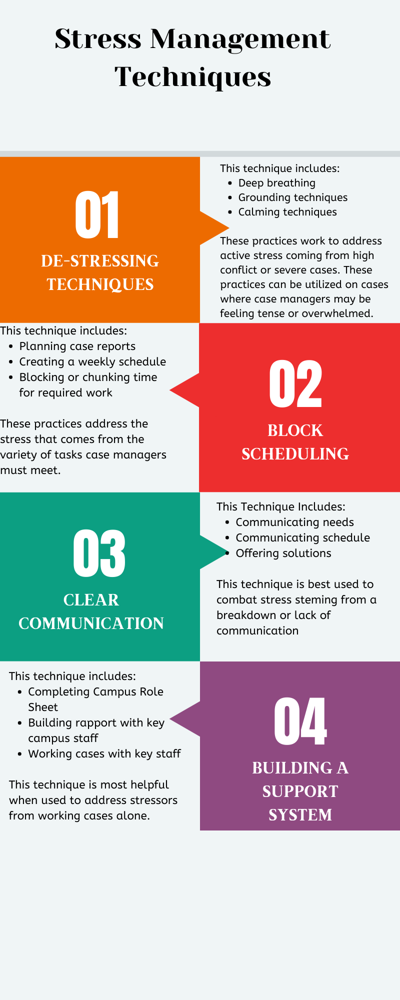 Stress Management
Techniques
01
DE-STRESSING
TECHNIQUES
This technique includes:
• Deep breathing
• Grounding techniques
• Calming techniques
These practices work to address
active stress coming from high
conflict or severe cases. These
practices can be utilized on cases
where case managers may be
feeling tense or overwhelmed.
This technique includes:
• Planning case reports
• Creating a weekly schedule
• Blocking or chunking time
for required work
These practices address the
stress that comes from the
variety of tasks case managers
must meet.
02
BLOCK
SCHEDULING
03
CLEAR
COMMUNICATION
This Technique Includes:
• Communicating needs
• Communicating schedule
• Offering solutions
This technique is best used to
combat stress steming from a
breakdown or lack of
communication
This technique includes:
• Completing Campus Role
Sheet
• Building rapport with key
campus staff
• Working cases with key staff
This technique is most helpful
when used to address stressors
from working cases alone.
04
BUILDING A
SUPPORT
SYSTEM